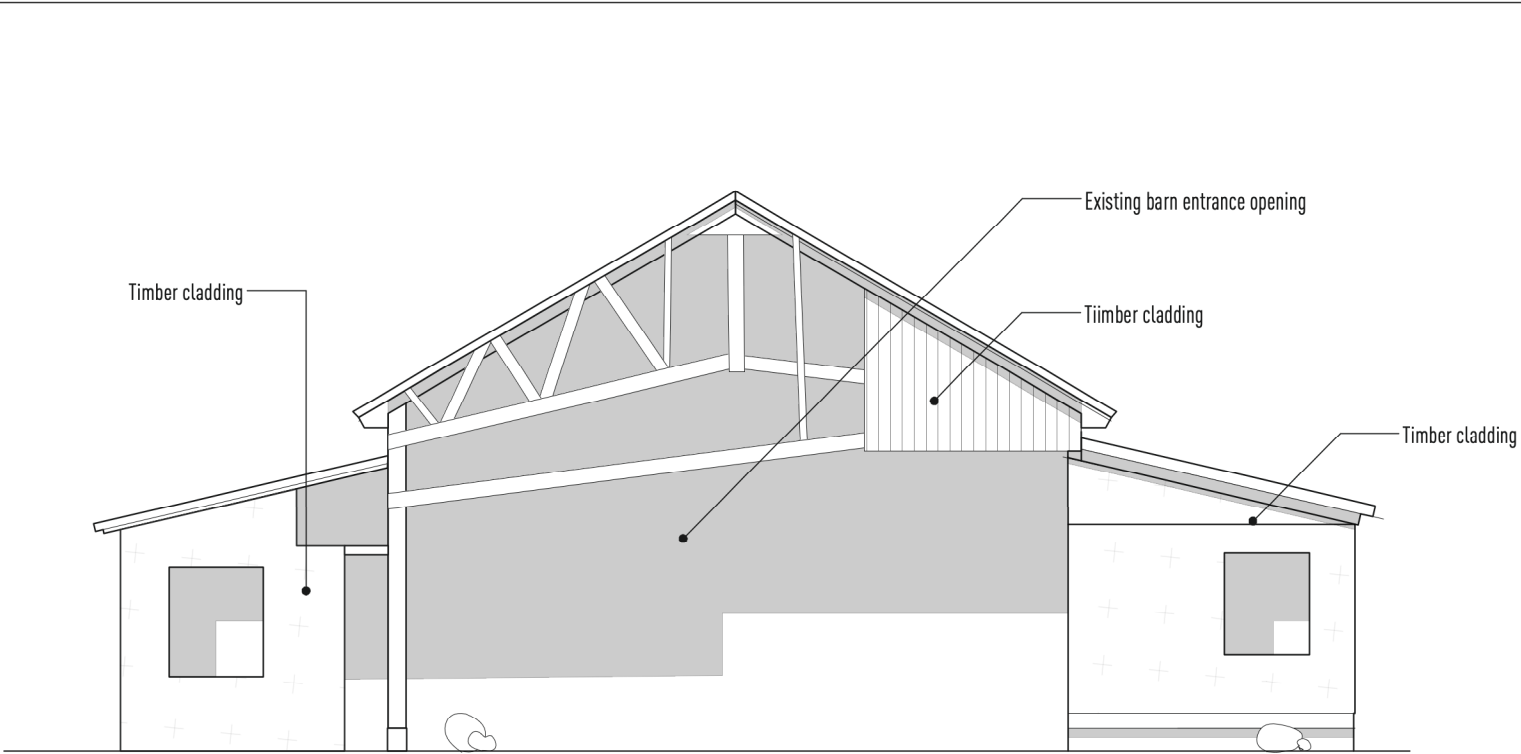 Existing barn entrance opening
Timber cladding
Tiimber cladding
Timber cladding